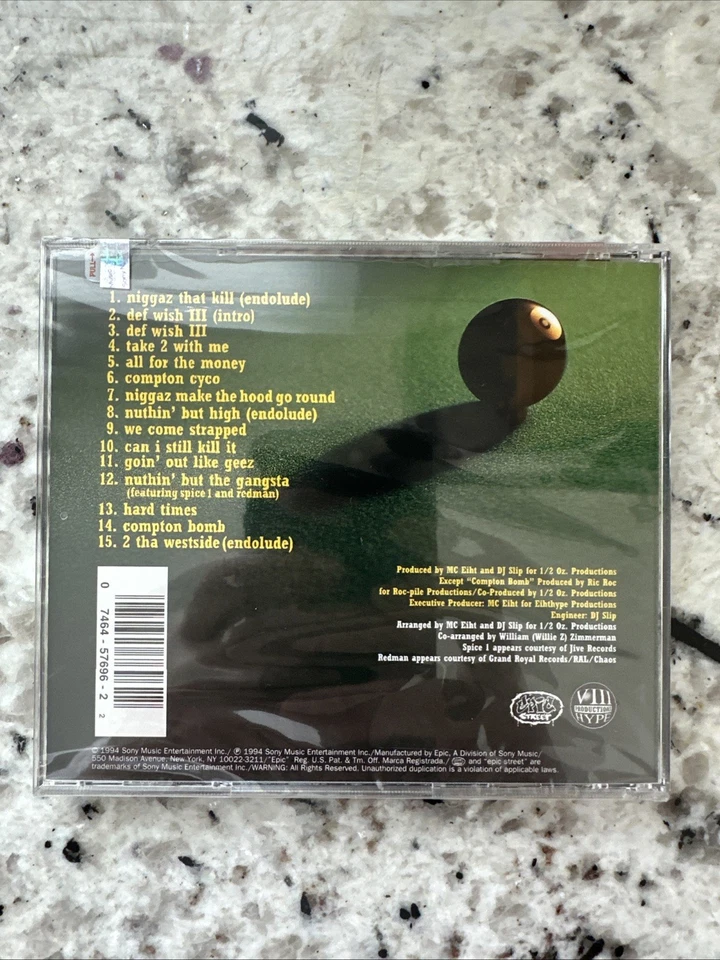 PULL
1. niggaz that kill (endolude)
2. def wish III (intro)
3. def wish III
4. take 2 with me
5. all for the money
6. compton cyco
7. niggaz make the hood go round
8. nuthin' but high (endolude)
9. we come strapped
10. can i still kill it
11. goin' out like geez
12. nuthin' but the gangsta
(featuring spice 1 and redman)
13. hard times
14. compton bomb
15. 2 tha westside (endolude)
Produced by MC Eiht and DJ Slip for 1/2 Oz. Productions
Except "Compton Bomb" Produced by Ric Roc
for Roc-pile Productions/Co-Produced by 1/2 Oz. Productions
Executive Producer: MC Eiht for Eihthype Productions
Engineer: DJ Slip
Arranged by MC Eiht and DJ Slip for 1/2 Oz. Productions
Co-arranged by William (Willie Z) Zimmerman
Spice 1 appears courtesy of Jive Records
Redman appears courtesy of Grand Royal Records/RAL/Chaos
0 7464-57696-2 2
epic
STREET
VIII
PRODUCTIONS
HYPE
© 1994 Sony Music Entertainment Inc./ ℗ 1994 Sony Music Entertainment Inc./Manufactured by Epic, A Division of Sony Music/
550 Madison Avenue, New York, NY 10022-3211/"Epic" Reg. U.S. Pat. & Tm. Off. Marca Registrada./ and "epic street" are
trademarks of Sony Music Entertainment Inc./WARNING: All Rights Reserved. Unauthorized duplication is a violation of applicable laws.